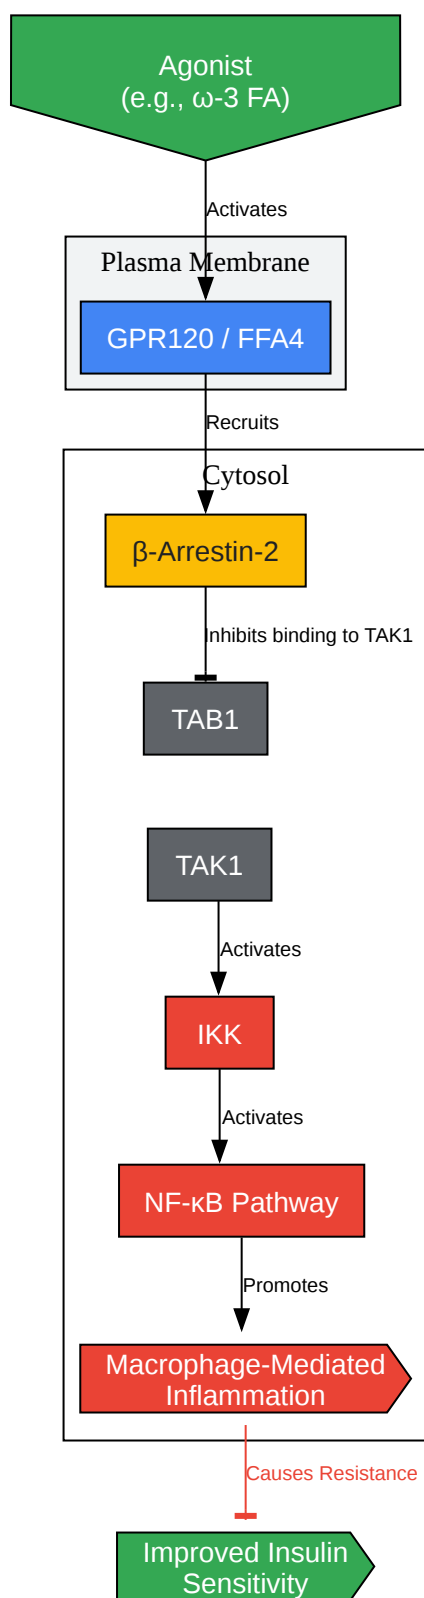 Agonist
(e.g., ω-3 FA)
Activates
Plasma Membrane
GPR120 / FFA4
Recruits
Cytosol
β-Arrestin-2
Inhibits binding to TAK1
TAB1
TAK1
Activates
IKK
Activates
NF-κB Pathway
Promotes
Macrophage-Mediated
Inflammation
Causes Resistance
Improved Insulin
Sensitivity